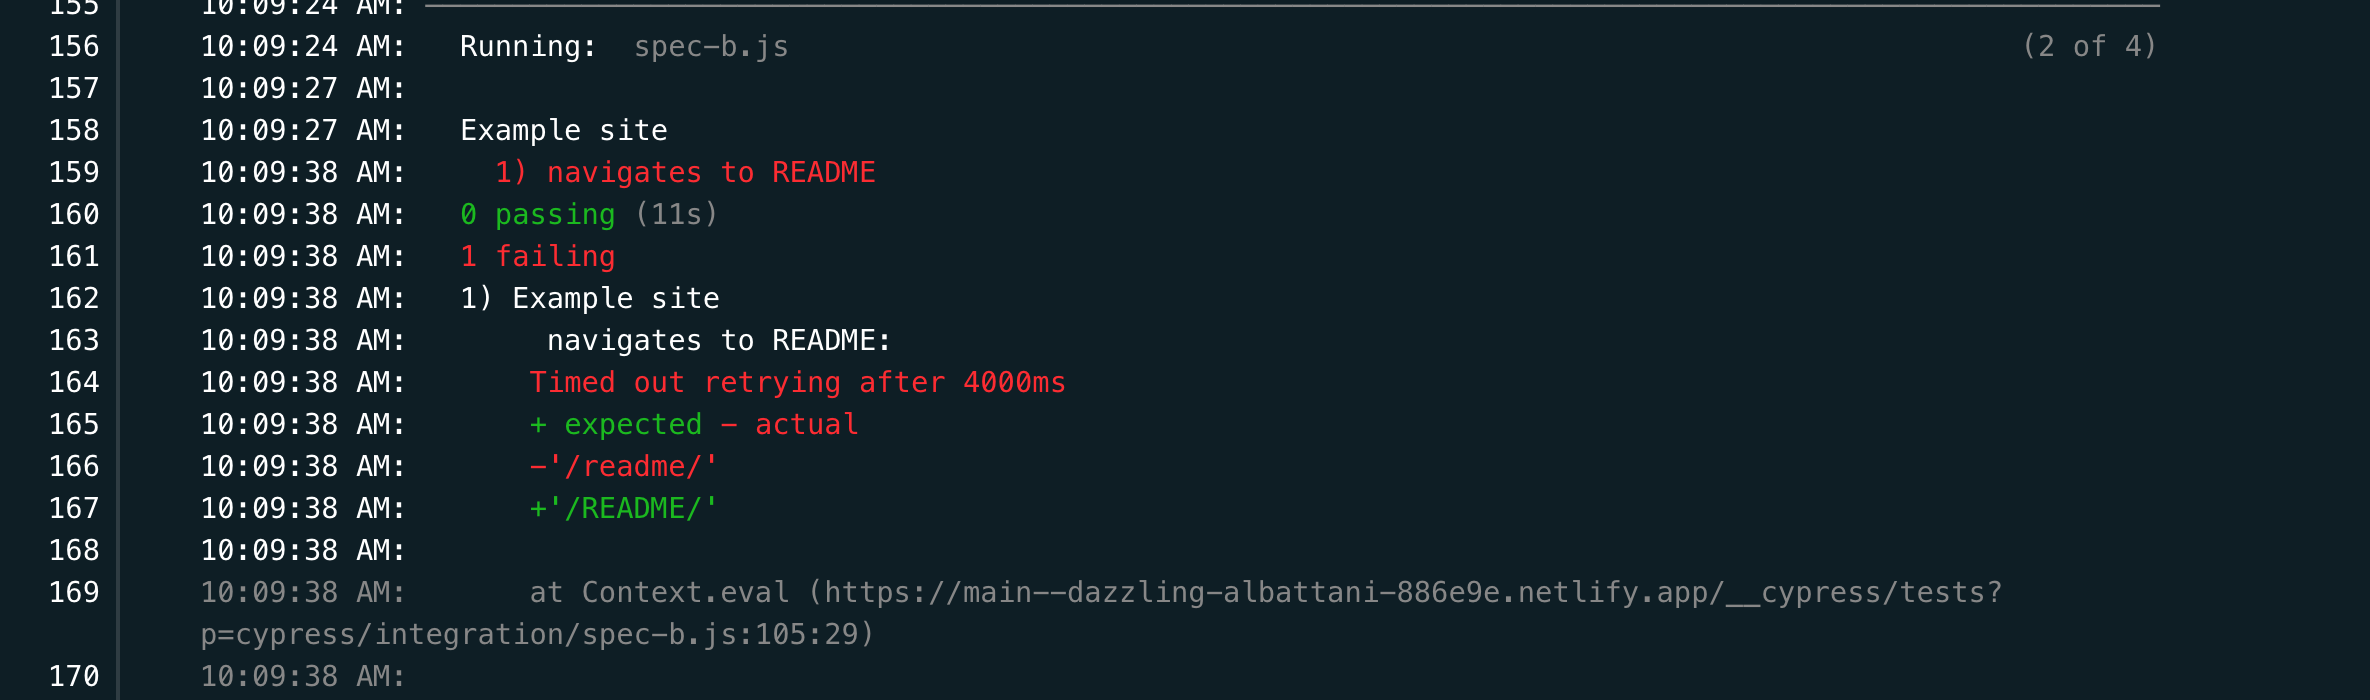 155 10:09:24 AM: ────────────────────────────────────────────────────────────────────────────────────────────────────
156 10:09:24 AM: Running: spec-b.js (2 of 4)
157 10:09:27 AM:
158 10:09:27 AM: Example site
159 10:09:38 AM: 1) navigates to README
160 10:09:38 AM: 0 passing (11s)
161 10:09:38 AM: 1 failing
162 10:09:38 AM: 1) Example site
163 10:09:38 AM: navigates to README:
164 10:09:38 AM: Timed out retrying after 4000ms
165 10:09:38 AM: + expected - actual
166 10:09:38 AM: -'/readme/'
167 10:09:38 AM: +'/README/'
168 10:09:38 AM:
169 10:09:38 AM: at Context.eval (https://main--dazzling-albattani-886e9e.netlify.app/__cypress/tests?
p=cypress/integration/spec-b.js:105:29)
170 10:09:38 AM: